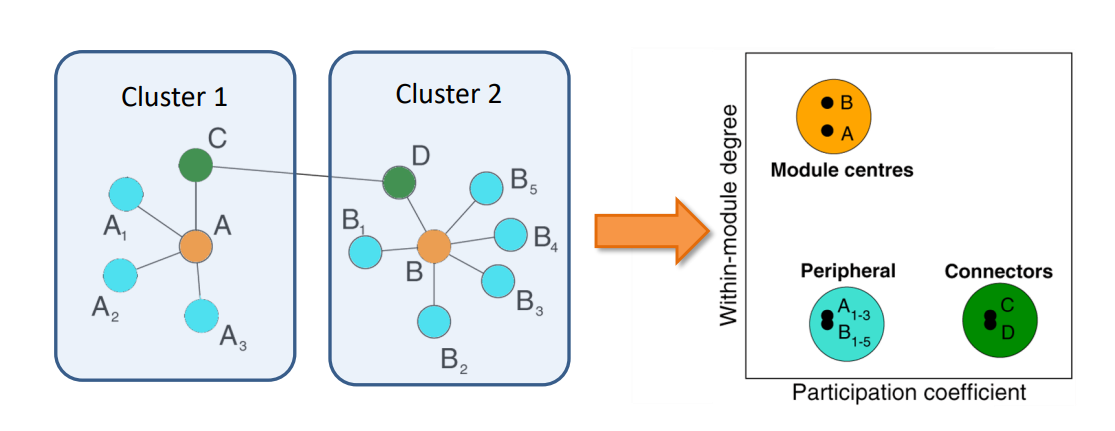 Cluster 1
C
A₁
A
A₂
A₃
Cluster 2
D
B₅
B₁
B₄
B
B₃
B₂
Within-module degree
B
A
Module centres
Peripheral
A₁₋₃
B₁₋₅
Connectors
C
D
Participation coefficient